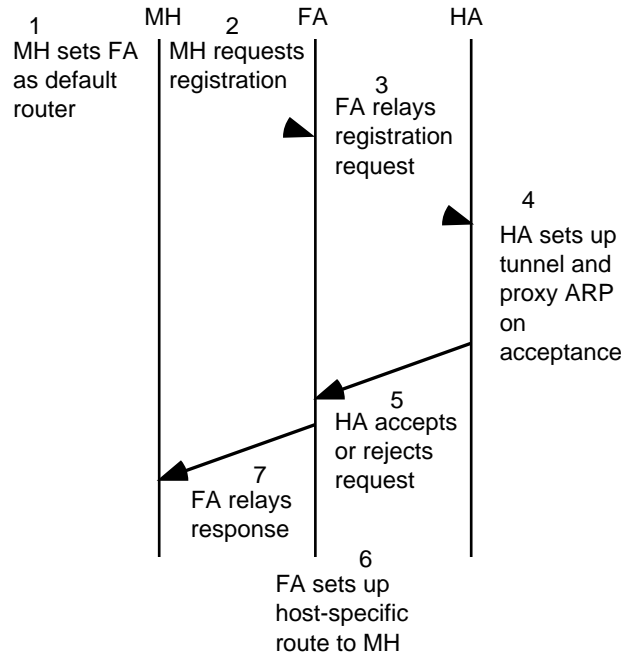 MH
FA
HA
1
MH sets FA
as default
router
2
MH requests
registration
3
FA relays
registration
request
4
HA sets up
tunnel and
proxy ARP
on
acceptance
5
HA accepts
or rejects
request
7
FA relays
response
6
FA sets up
host-specific
route to MH